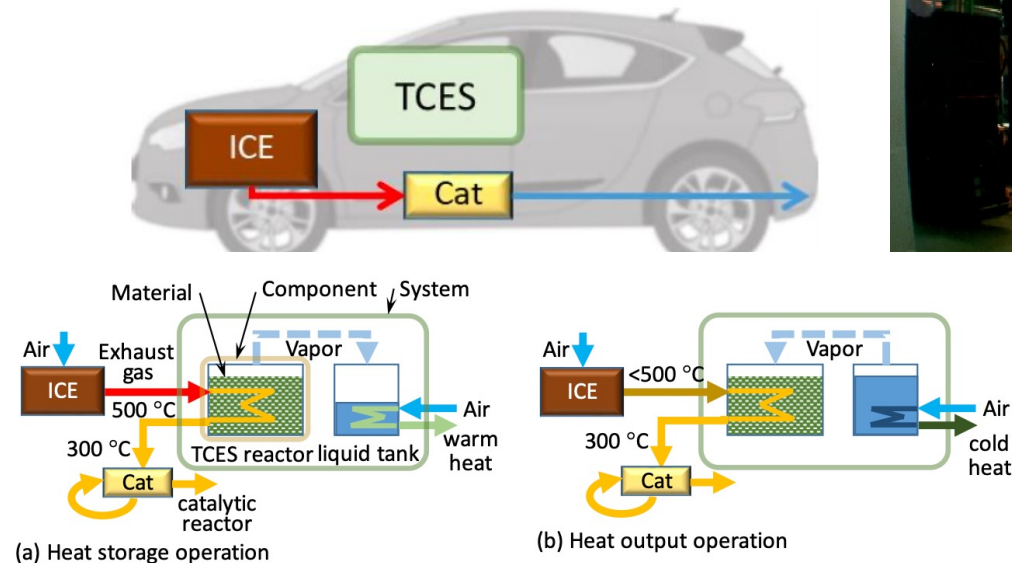 TCES
ICE
Cat
Material
Component
System
Air
Exhaust
gas
Vapor
ICE
500 °C
Air
warm
heat
300 °C
TCES reactor
liquid tank
Cat
catalytic
reactor
(a) Heat storage operation
Air
<500 °C
Vapor
ICE
Air
300 °C
cold
heat
Cat
(b) Heat output operation